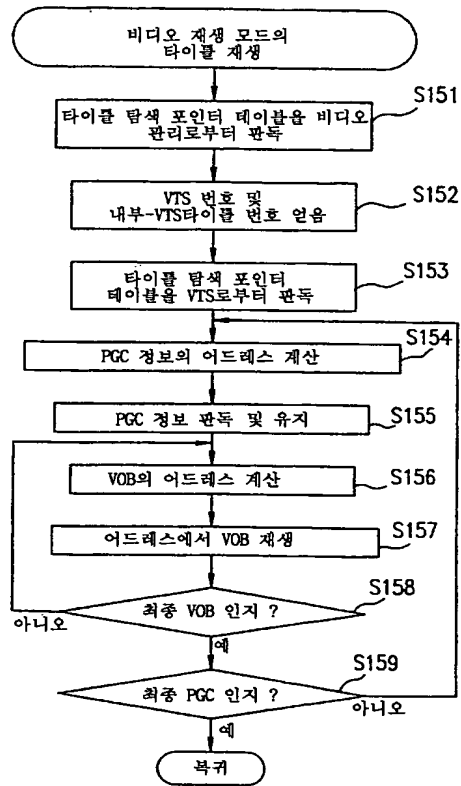 비디오 재생 모드의
타이틀 재생
S151
타이틀 탐색 포인터 테이블을 비디오
관리로부터 판독
S152
VTS 번호 및
내부-VTS타이틀 번호 얻음
S153
타이틀 탐색 포인터
테이블을 VTS로부터 판독
S154
PGC 정보의 어드레스 계산
S155
PGC 정보 판독 및 유지
S156
VOB의 어드레스 계산
S157
어드레스에서 VOB 재생
S158
최종 VOB 인지 ?
아니오
예
S159
최종 PGC 인지 ?
아니오
예
복귀